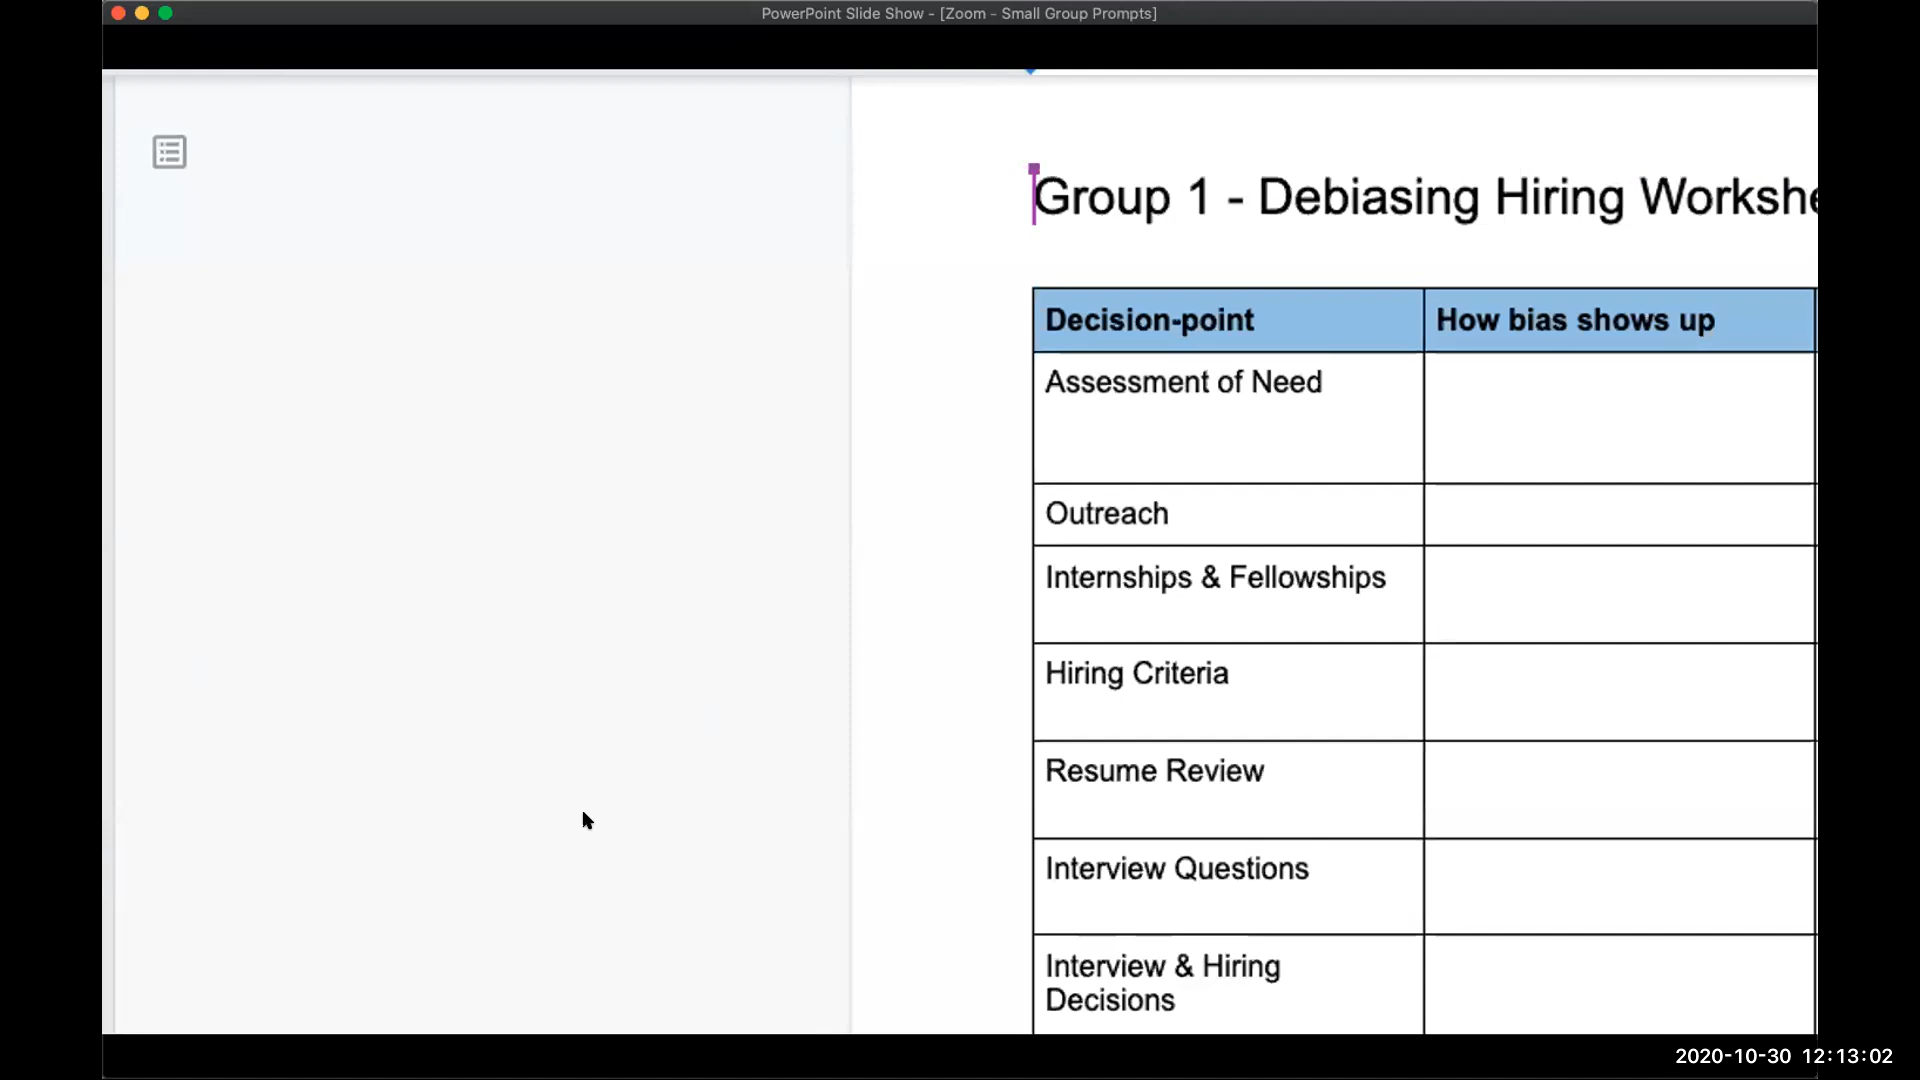 PowerPoint Slide Show - [Zoom - Small Group Prompts]
Group 1 - Debiasing Hiring
Decision-point
How bias shows up
Assessment of Need
Outreach
Internships & Fellowships
Hiring Criteria
Resume Review
Interview Questions
Interview & Hiring
Decisions
2020-10-30 12:13:02